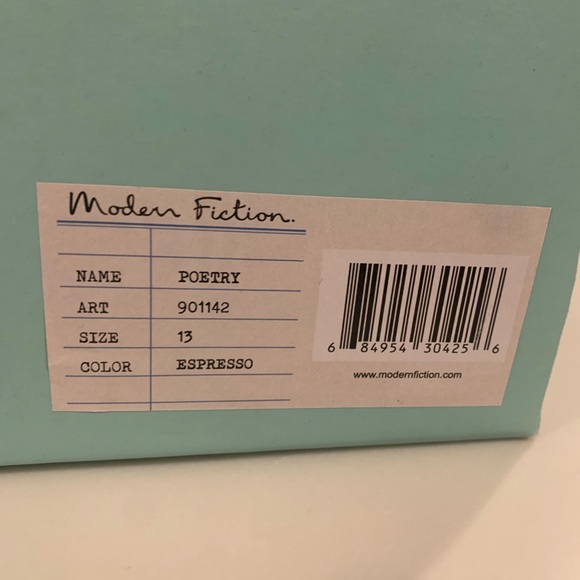 Modern Fiction.
NAME POETRY
ART 901142
SIZE 13
COLOR ESPRESSO
6 84954 30425 6
www.modernfiction.com